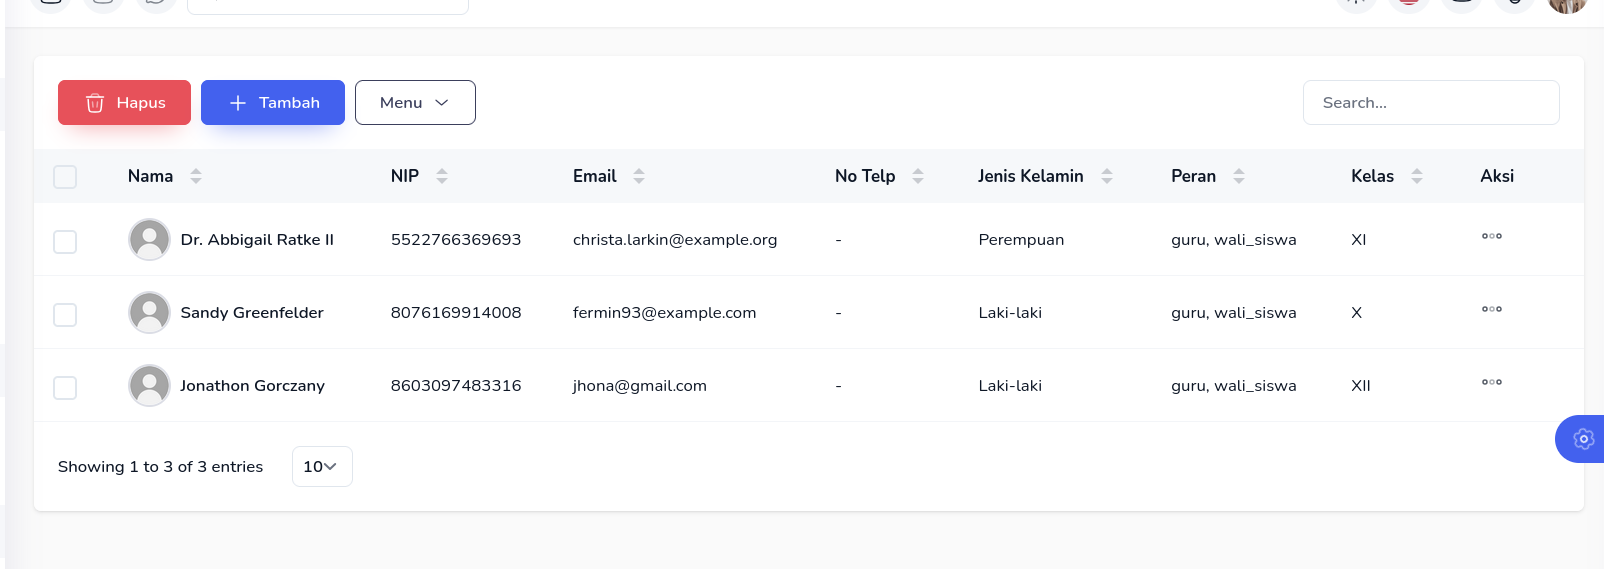 Hapus Tambah Menu Search...
Nama NIP Email No Telp Jenis Kelamin Peran Kelas Aksi
Dr. Abbigail Ratke II 5522766369693 christa.larkin@example.org - Perempuan guru, wali_siswa XI
Sandy Greenfelder 8076169914008 fermin93@example.com - Laki-laki guru, wali_siswa X
Jonathon Gorczany 8603097483316 jhona@gmail.com - Laki-laki guru, wali_siswa XII
Showing 1 to 3 of 3 entries 10